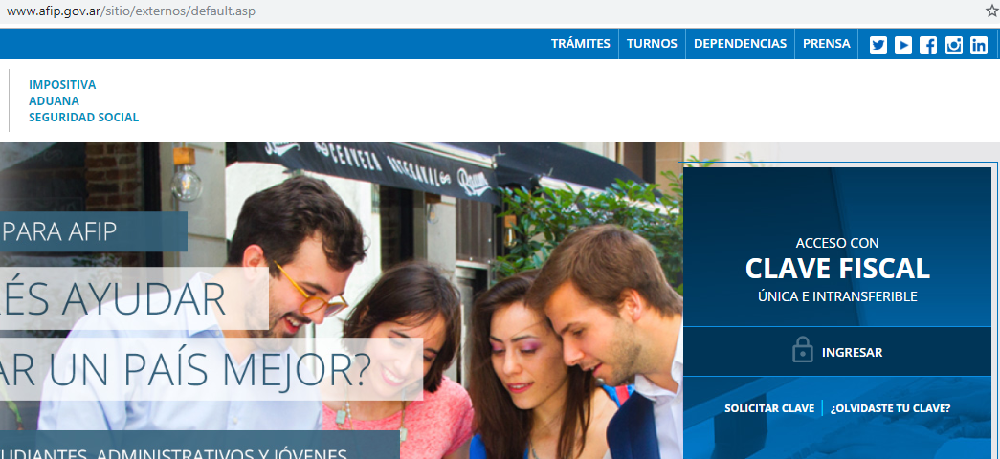 www.afip.gov.ar/sitio/externos/default.asp
TRÁMITES TURNOS DEPENDENCIAS PRENSA
IMPOSITIVA
ADUANA
SEGURIDAD SOCIAL
CERVEZA ARTESANAL
PARA AFIP
ÉS AYUDAR
AR UN PAÍS MEJOR?
UDIANTES, ADMINISTRATIVOS Y JÓVENES
ACCESO CON
CLAVE FISCAL
ÚNICA E INTRANSFERIBLE
INGRESAR
SOLICITAR CLAVE ¿OLVIDASTE TU CLAVE?